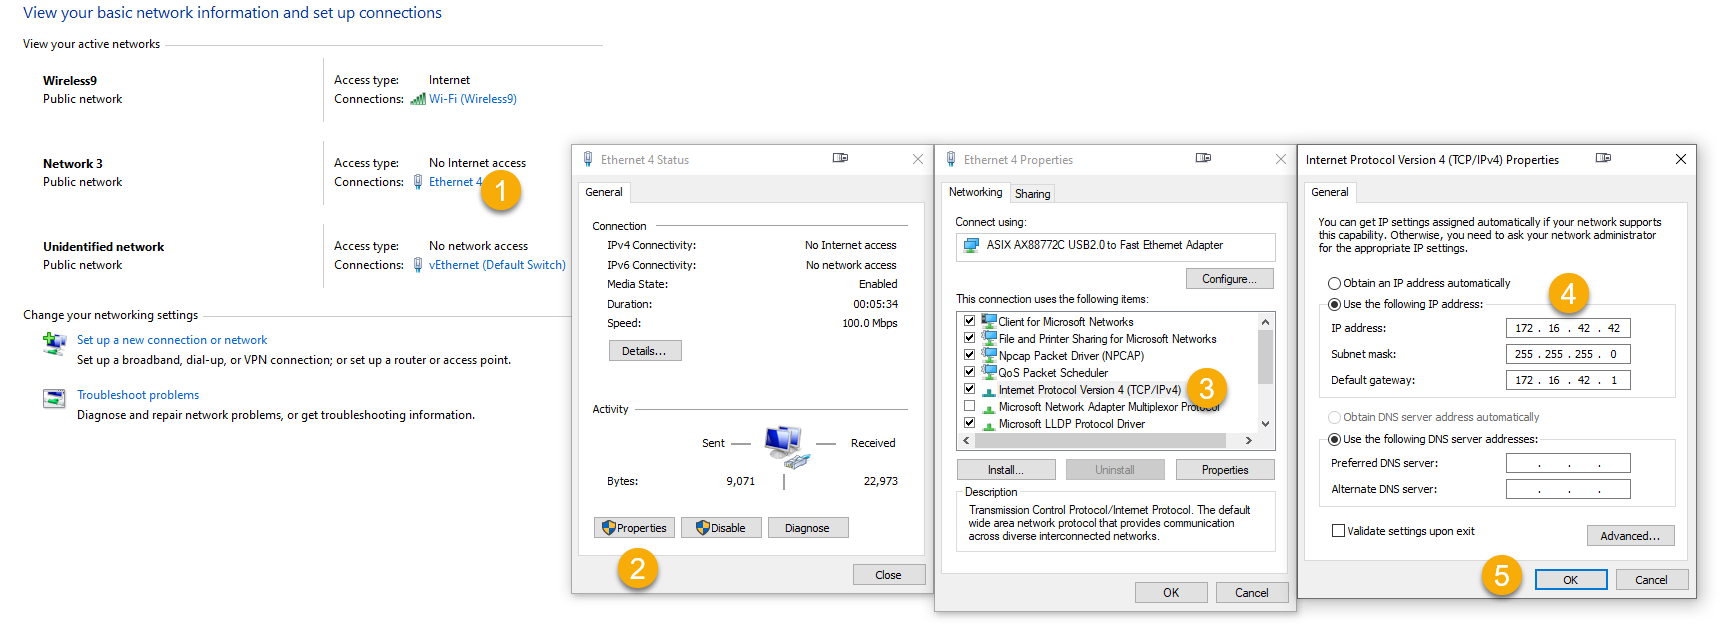 View your basic network information and set up connections
View your active networks
Wireless9
Public network
Access type: Internet
Connections: Wi-Fi (Wireless9)
Network 3
Public network
Access type: No Internet access
Connections: Ethernet 4
1
Unidentified network
Public network
Access type: No network access
Connections: vEthernet (Default Switch)
Change your networking settings
Set up a new connection or network
Set up a broadband, dial-up, or VPN connection; or set up a router or access point.
Troubleshoot problems
Diagnose and repair network problems, or get troubleshooting information.
Ethernet 4 Status
General
Connection
IPv4 Connectivity: No Internet access
IPv6 Connectivity: No network access
Media State: Enabled
Duration: 00:05:34
Speed: 100.0 Mbps
Details...
Activity
Sent Received
Bytes: 9,071 22,973
Properties Disable Diagnose
2
Close
Ethernet 4 Properties
Networking Sharing
Connect using:
ASIX AX88772C USB2.0 to Fast Ethernet Adapter
Configure...
This connection uses the following items:
Client for Microsoft Networks
File and Printer Sharing for Microsoft Networks
Npcap Packet Driver (NPCAP)
QoS Packet Scheduler
Internet Protocol Version 4 (TCP/IPv4)
3
Microsoft Network Adapter Multiplexor Protocol
Microsoft LLDP Protocol Driver
Install... Uninstall Properties
Description
Transmission Control Protocol/Internet Protocol. The default
wide area network protocol that provides communication
across diverse interconnected networks.
OK Cancel
Internet Protocol Version 4 (TCP/IPv4) Properties
General
You can get IP settings assigned automatically if your network supports
this capability. Otherwise, you need to ask your network administrator
for the appropriate IP settings.
Obtain an IP address automatically
4
Use the following IP address:
IP address: 172 . 16 . 42 . 42
Subnet mask: 255 . 255 . 255 . 0
Default gateway: 172 . 16 . 42 . 1
Obtain DNS server address automatically
Use the following DNS server addresses:
Preferred DNS server: . . .
Alternate DNS server: . . .
Validate settings upon exit
Advanced...
5
OK Cancel